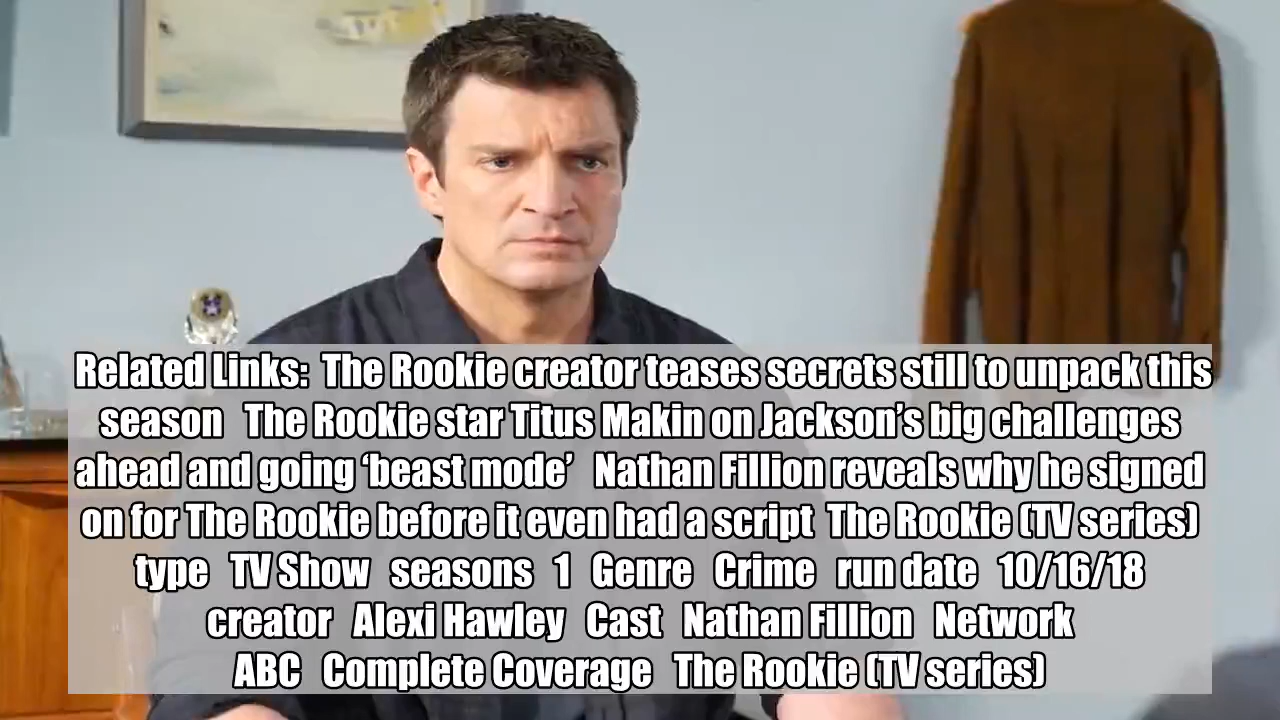 Related Links: The Rookie creator teases secrets still to unpack this
season The Rookie star Titus Makin on Jackson’s big challenges
ahead and going ‘beast mode’ Nathan Fillion reveals why he signed
on for The Rookie before it even had a script The Rookie (TV series)
type TV Show seasons 1 Genre Crime run date 10/16/18
creator Alexi Hawley Cast Nathan Fillion Network
ABC Complete Coverage The Rookie (TV series)